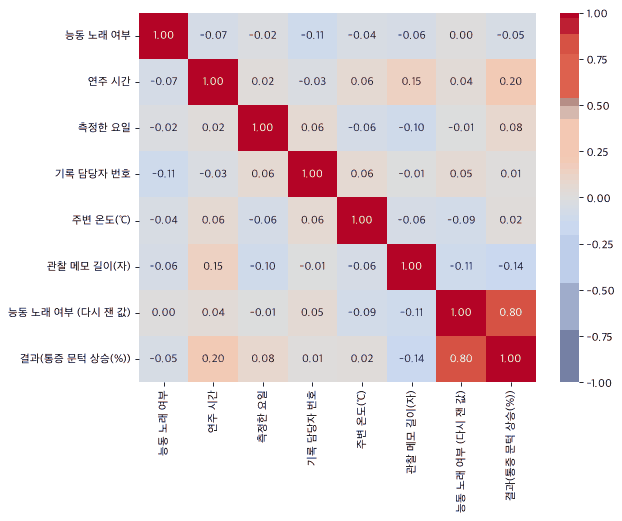 능동 노래 여부 1.00 -0.07 -0.02 -0.11 -0.04 -0.06 0.00 -0.05
연주 시간 -0.07 1.00 0.02 -0.03 0.06 0.15 0.04 0.20
측정한 요일 -0.02 0.02 1.00 0.06 -0.06 -0.10 -0.01 0.08
기록 담당자 번호 -0.11 -0.03 0.06 1.00 0.06 -0.01 0.05 0.01
주변 온도(℃) -0.04 0.06 -0.06 0.06 1.00 -0.06 -0.09 0.02
관찰 메모 길이(자) -0.06 0.15 -0.10 -0.01 -0.06 1.00 -0.11 -0.14
능동 노래 여부 (다시 잰 값) 0.00 0.04 -0.01 0.05 -0.09 -0.11 1.00 0.80
결과(통증 문턱 상승(%)) -0.05 0.20 0.08 0.01 0.02 -0.14 0.80 1.00
능동 노래 여부
연주 시간
측정한 요일
기록 담당자 번호
주변 온도(℃)
관찰 메모 길이(자)
능동 노래 여부 (다시 잰 값)
결과(통증 문턱 상승(%))
1.00
0.75
0.50
0.25
0.00
-0.25
-0.50
-0.75
-1.00